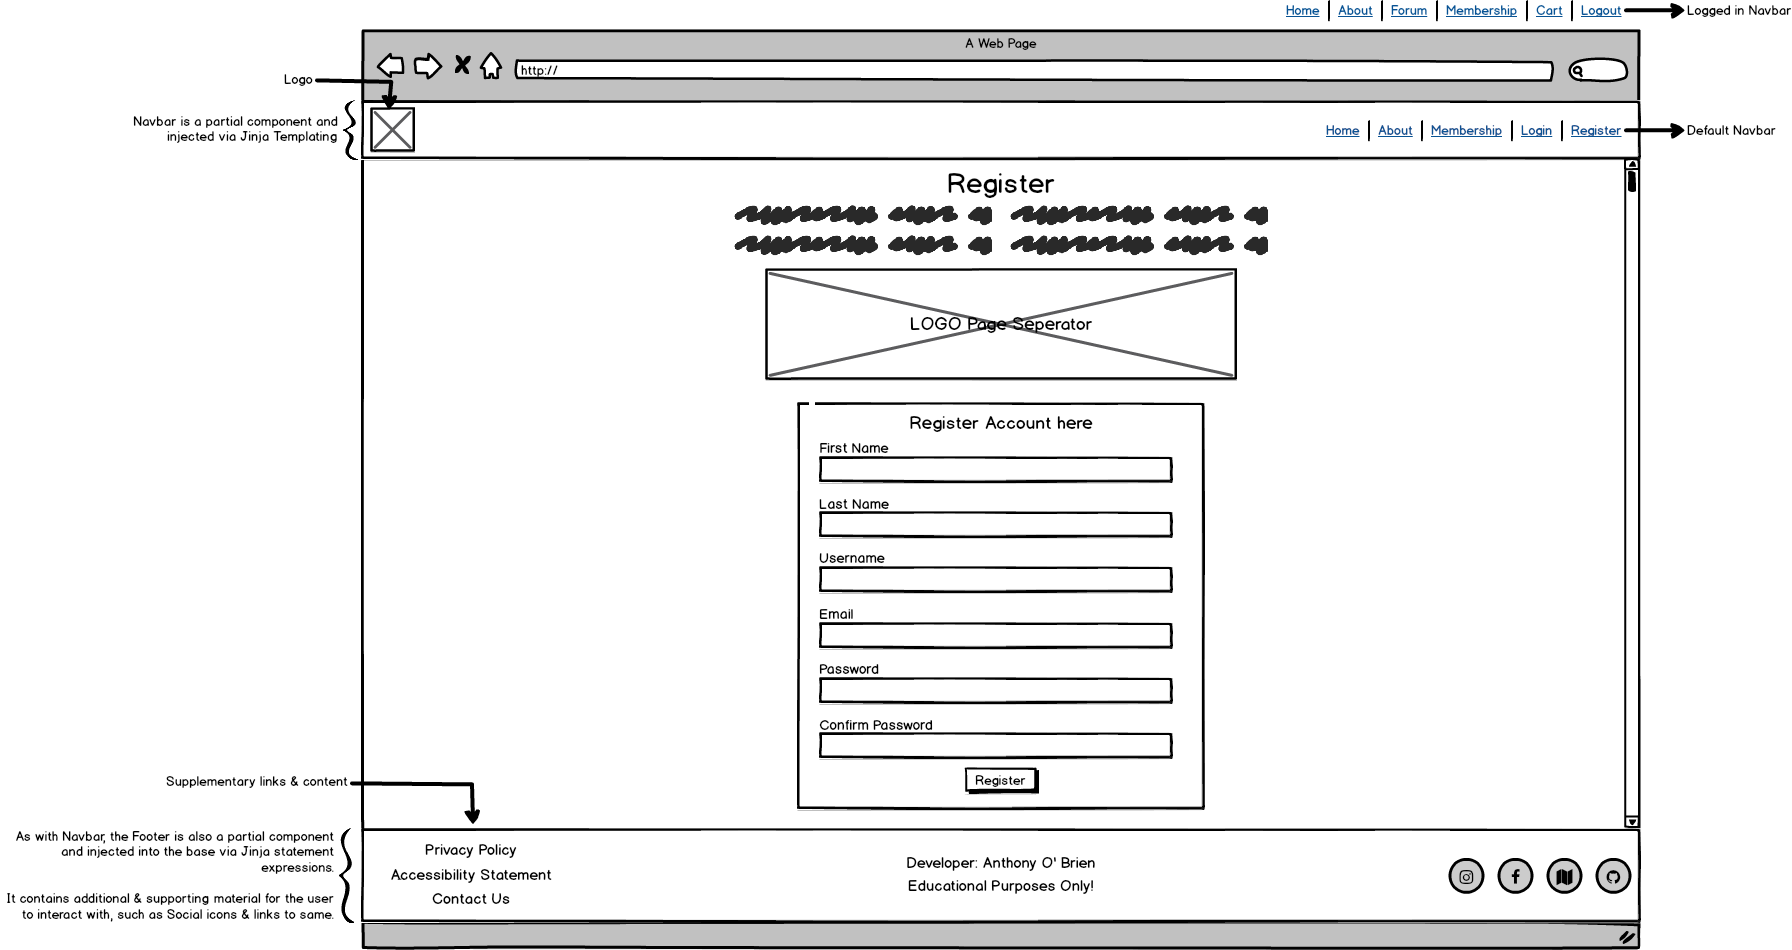 Home About Forum Membership Cart Logout Logged in Navbar
A Web Page
http://
Logo
Navbar is a partial component and
injected via Jinja Templating
Home About Membership Login Register Default Navbar
Register
LOGO Page Seperator
Register Account here
First Name
Last Name
Username
Email
Password
Confirm Password
Register
Supplementary links & content
As with Navbar, the Footer is also a partial component
and injected into the base via Jinja statement
expressions.
It contains additional & supporting material for the user
to interact with, such as Social icons & links to same.
Privacy Policy
Accessibility Statement
Contact Us
Developer: Anthony O' Brien
Educational Purposes Only!